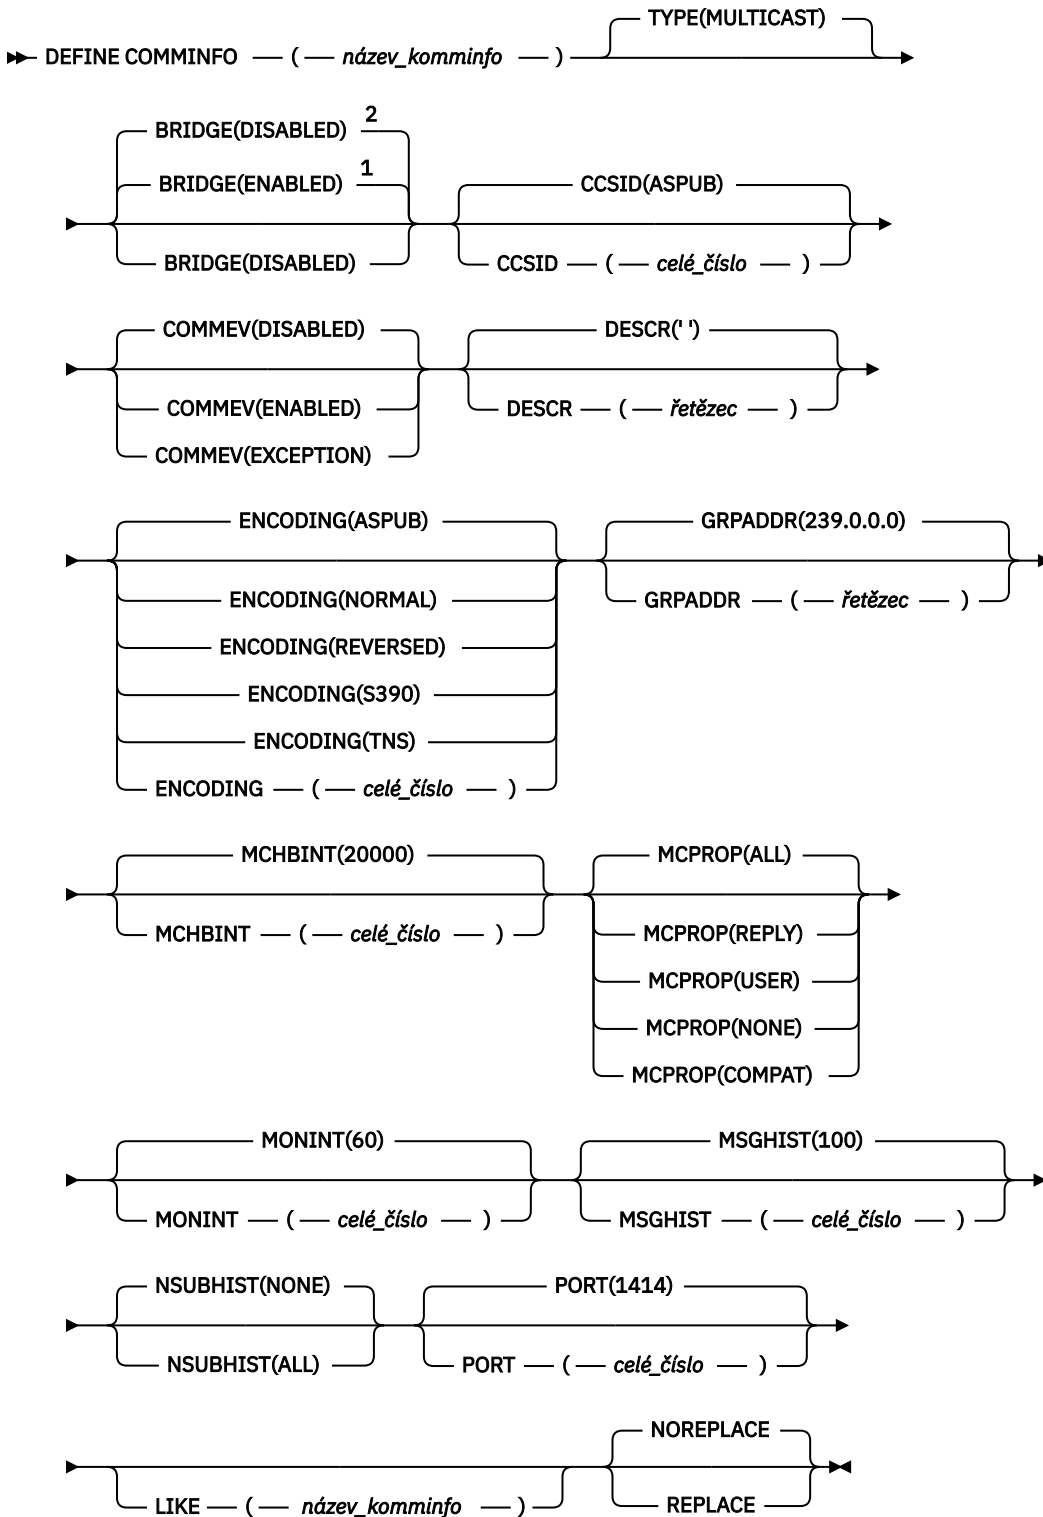 TYPE(MULTICAST)
DEFINE COMMINFO ( název_komminfo )
BRIDGE(DISABLED) 2
BRIDGE(ENABLED) 1 CCSID(ASPUB)
BRIDGE(DISABLED) CCSID ( celé_číslo )
COMMEV(DISABLED) DESCR(' ')
COMMEV(ENABLED) DESCR ( řetězec )
COMMEV(EXCEPTION)
ENCODING(ASPUB) GRPADDR(239.0.0.0)
ENCODING(NORMAL) GRPADDR ( řetězec )
ENCODING(REVERSED)
ENCODING(S390)
ENCODING(TNS)
ENCODING ( celé_číslo )
MCHBINT(20000) MCPROP(ALL)
MCHBINT ( celé_číslo ) MCPROP(REPLY)
MCPROP(USER)
MCPROP(NONE)
MCPROP(COMPAT)
MONINT(60) MSGHIST(100)
MONINT ( celé_číslo ) MSGHIST ( celé_číslo )
NSUBHIST(NONE) PORT(1414)
NSUBHIST(ALL) PORT ( celé_číslo )
NOREPLACE
LIKE ( název_komminfo ) REPLACE